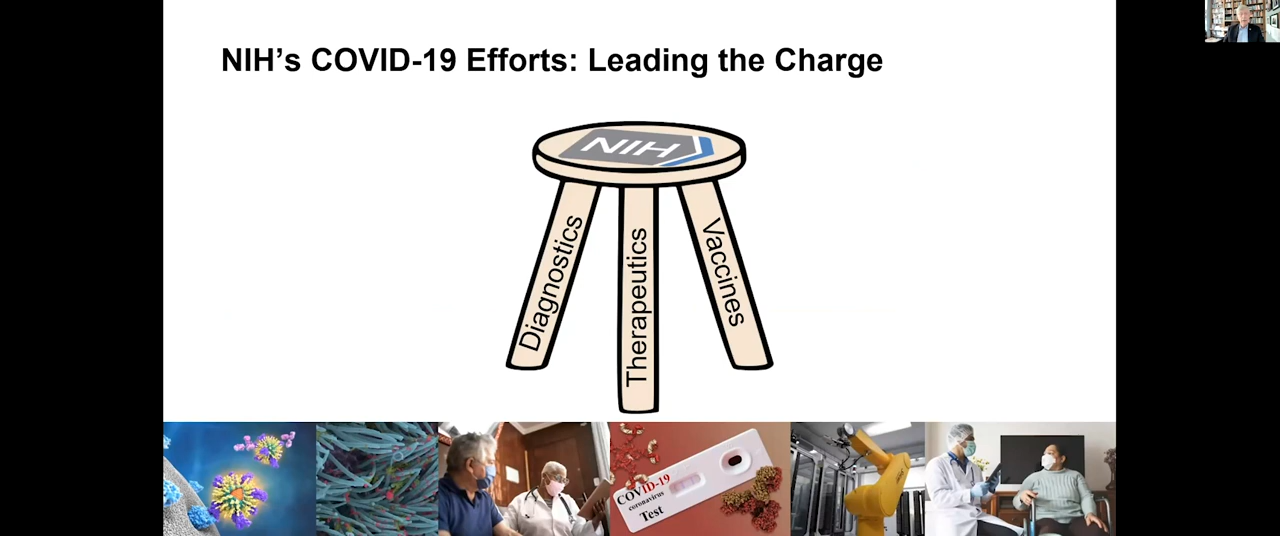 NIH's COVID-19 Efforts: Leading the Charge
NIH
Diagnostics
Therapeutics
Vaccines
COVID-19
coronavirus
Test